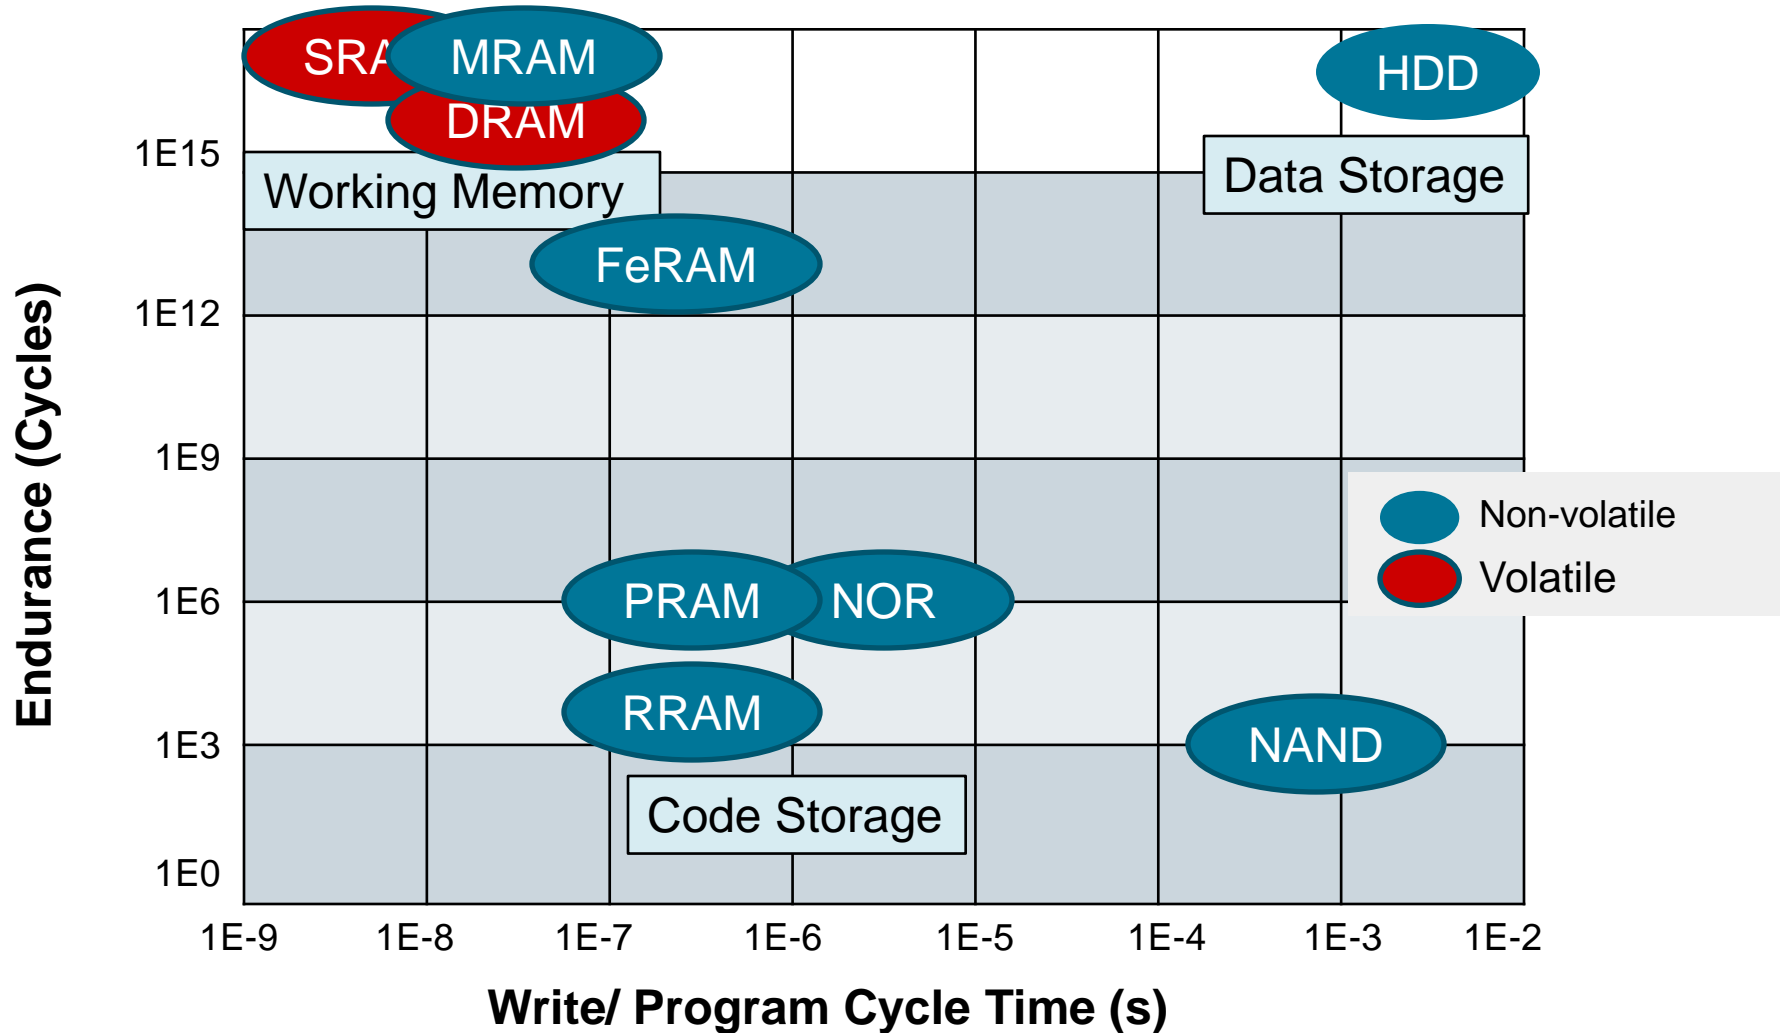 SRA
MRAM
HDD
DRAM
1E15
Working Memory
Data Storage
FeRAM
1E12
Endurance (Cycles)
1E9
Non-volatile
Volatile
1E6
PRAM
NOR
RRAM
1E3
NAND
Code Storage
1E0
1E-9
1E-8
1E-7
1E-6
1E-5
1E-4
1E-3
1E-2
Write/ Program Cycle Time (s)